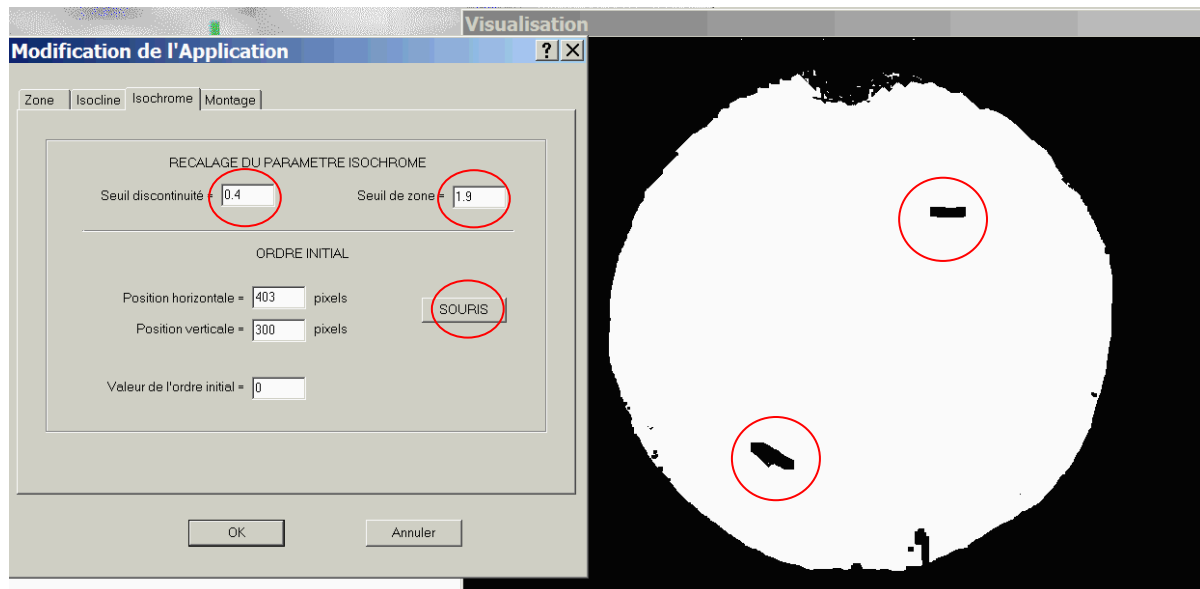 Visualisation
Modification de l'Application
Zone Isocline Isochrome Montage
RECALAGE DU PARAMETRE ISOCHROME
Seuil discontinuité = 0.4 Seuil de zone = 1.9
ORDRE INITIAL
Position horizontale = 403 pixels
SOURIS
Position verticale = 300 pixels
Valeur de l'ordre initial = 0
OK Annuler